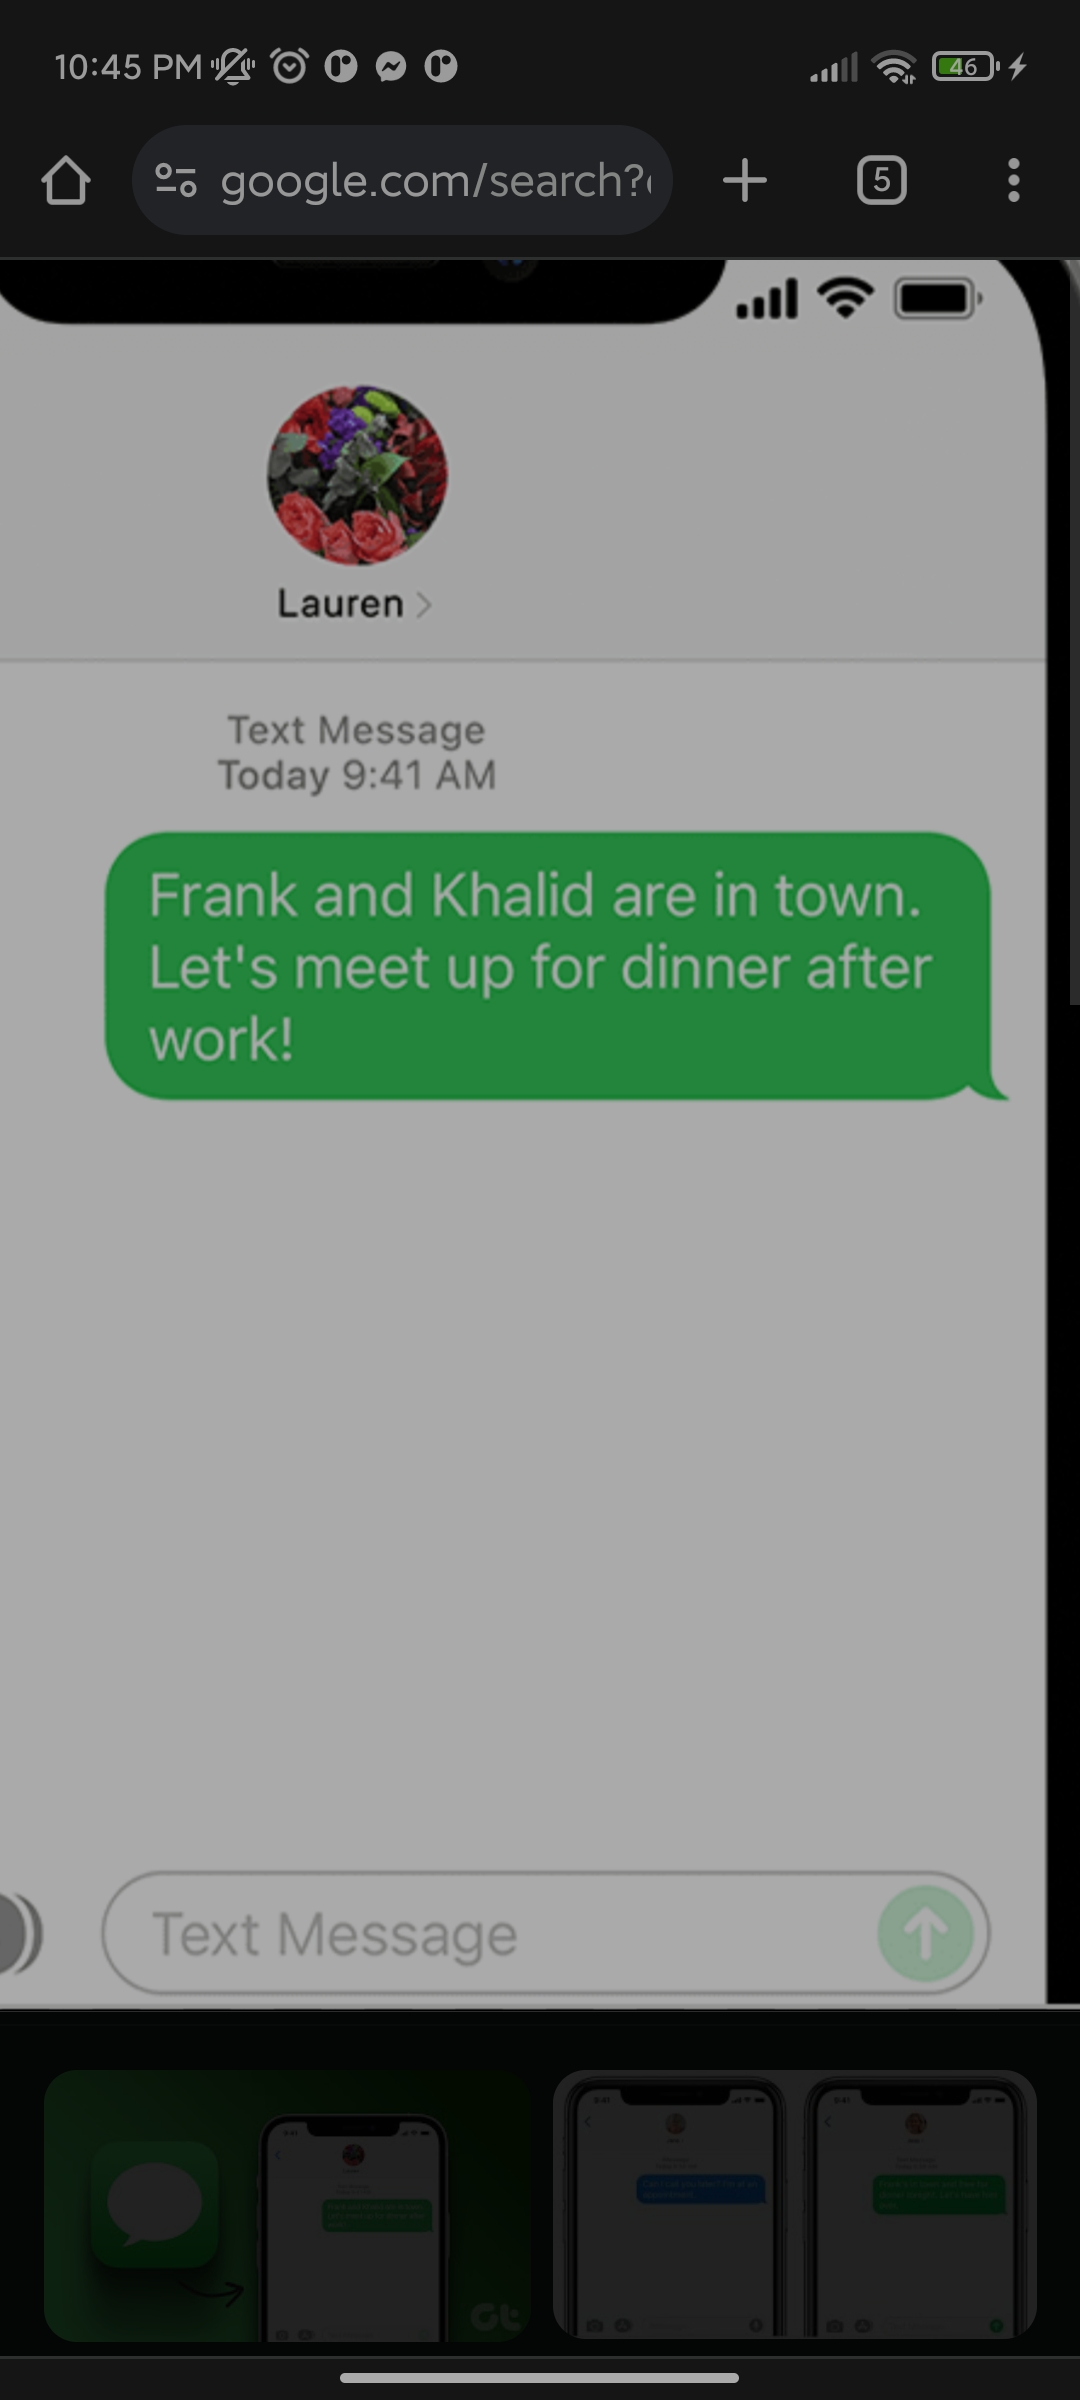 10:45 PM
46
google.com/search?
5
Lauren
Text Message
Today 9:41 AM
Frank and Khalid are in town.
Let's meet up for dinner after
work!
Text Message
Gt